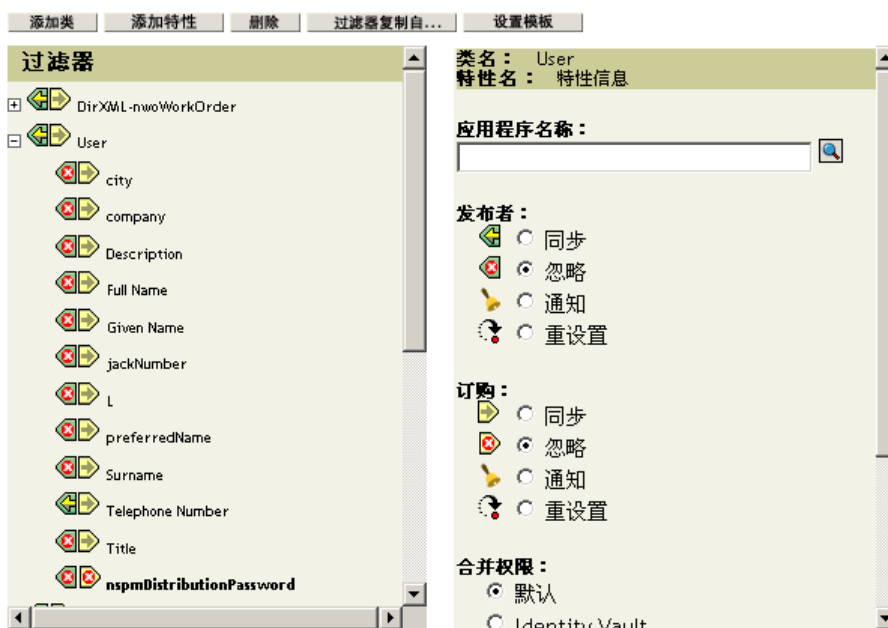 添加类 添加特性 删除 过滤器复制自... 设置模板
过滤器
DirXML-nwoWorkOrder
User
city
company
Description
Full Name
Given Name
jackNumber
L
preferredName
Surname
Telephone Number
Title
nspmDistributionPassword
类名： User
特性名： 特性信息
应用程序名称：
发布者：
同步
忽略
通知
重设置
订购：
同步
忽略
通知
重设置
合并权限：
默认
Identity Vault